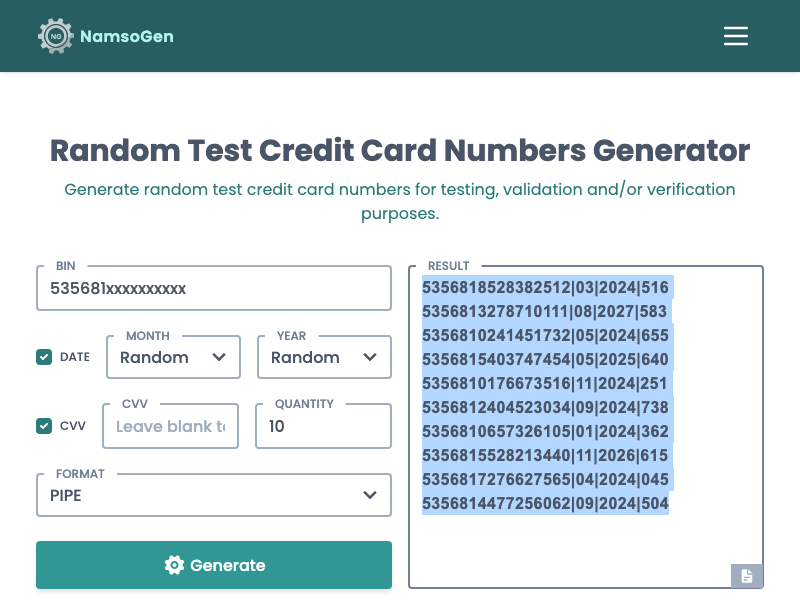 NG NamsoGen
Random Test Credit Card Numbers Generator
Generate random test credit card numbers for testing, validation and/or verification
purposes.
BIN
535681xxxxxxxxxx
DATE
MONTH
Random
YEAR
Random
CVV
CVV
Leave blank to
QUANTITY
10
FORMAT
PIPE
Generate
RESULT
5356818528382512|03|2024|516
5356813278710111|08|2027|583
5356810241451732|05|2024|655
5356815403747454|05|2025|640
5356810176673516|11|2024|251
5356812404523034|09|2024|738
5356810657326105|01|2024|362
5356815528213440|11|2026|615
5356817276627565|04|2024|045
5356814477256062|09|2024|504